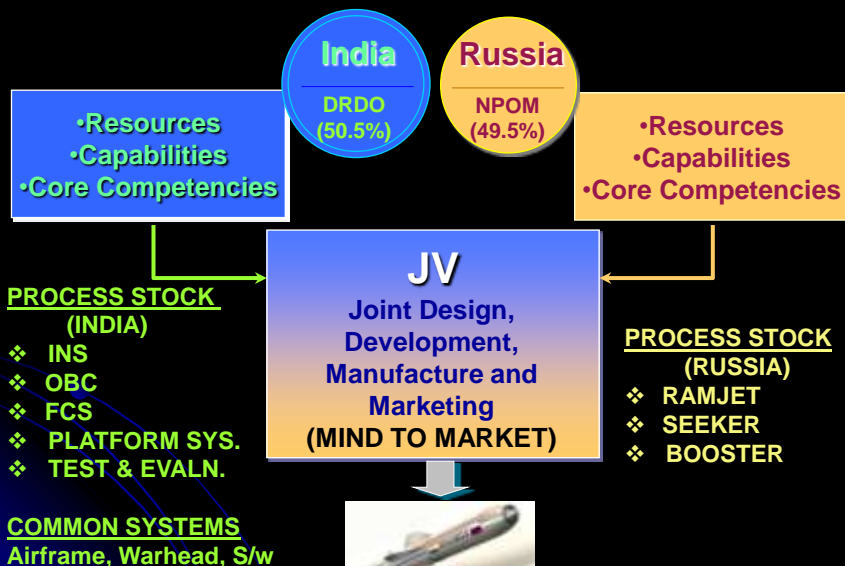 India
DRDO
(50.5%)
Russia
NPOM
(49.5%)
•Resources
•Capabilities
•Core Competencies
•Resources
•Capabilities
•Core Competencies
JV
Joint Design,
Development,
Manufacture and
Marketing
(MIND TO MARKET)
PROCESS STOCK
(INDIA)
❖ INS
❖ OBC
❖ FCS
❖ PLATFORM SYS.
❖ TEST & EVALN.
COMMON SYSTEMS
Airframe, Warhead, S/w
PROCESS STOCK
(RUSSIA)
❖ RAMJET
❖ SEEKER
❖ BOOSTER